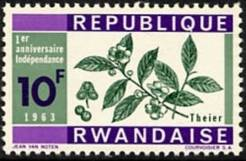 REPUBLIQUE
1er
anniversaire
Indépendance
10F
1963
Theier
RWANDAISE
JEAN VAN NOTEN
COURVOISIER S.A.